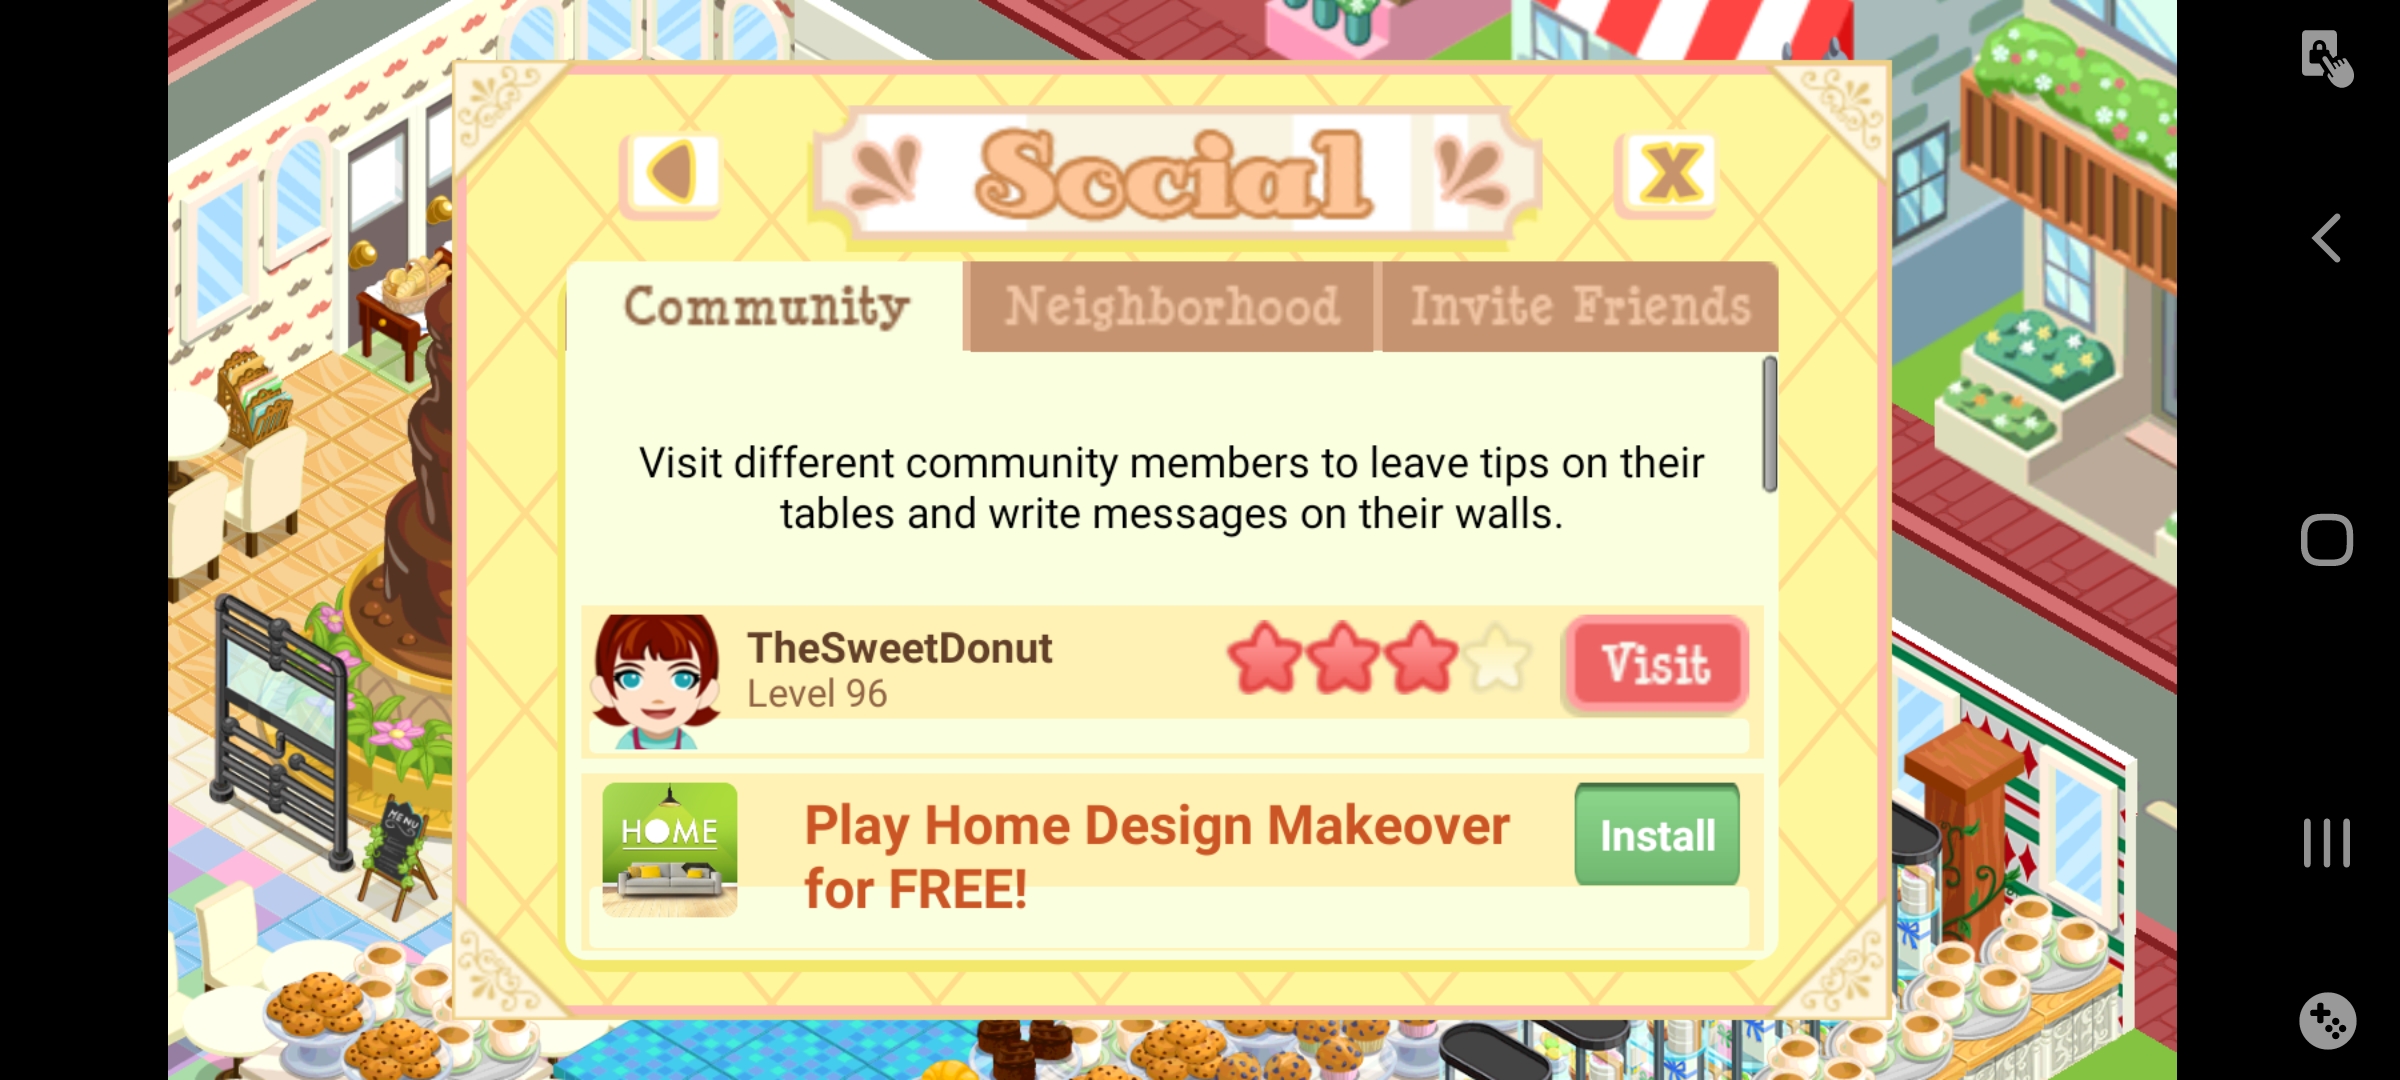 Social
X
Community
Neighborhood
Invite Friends
Visit different community members to leave tips on their
tables and write messages on their walls.
TheSweetDonut
Level 96
Visit
HOME
Play Home Design Makeover
for FREE!
Install
MENU